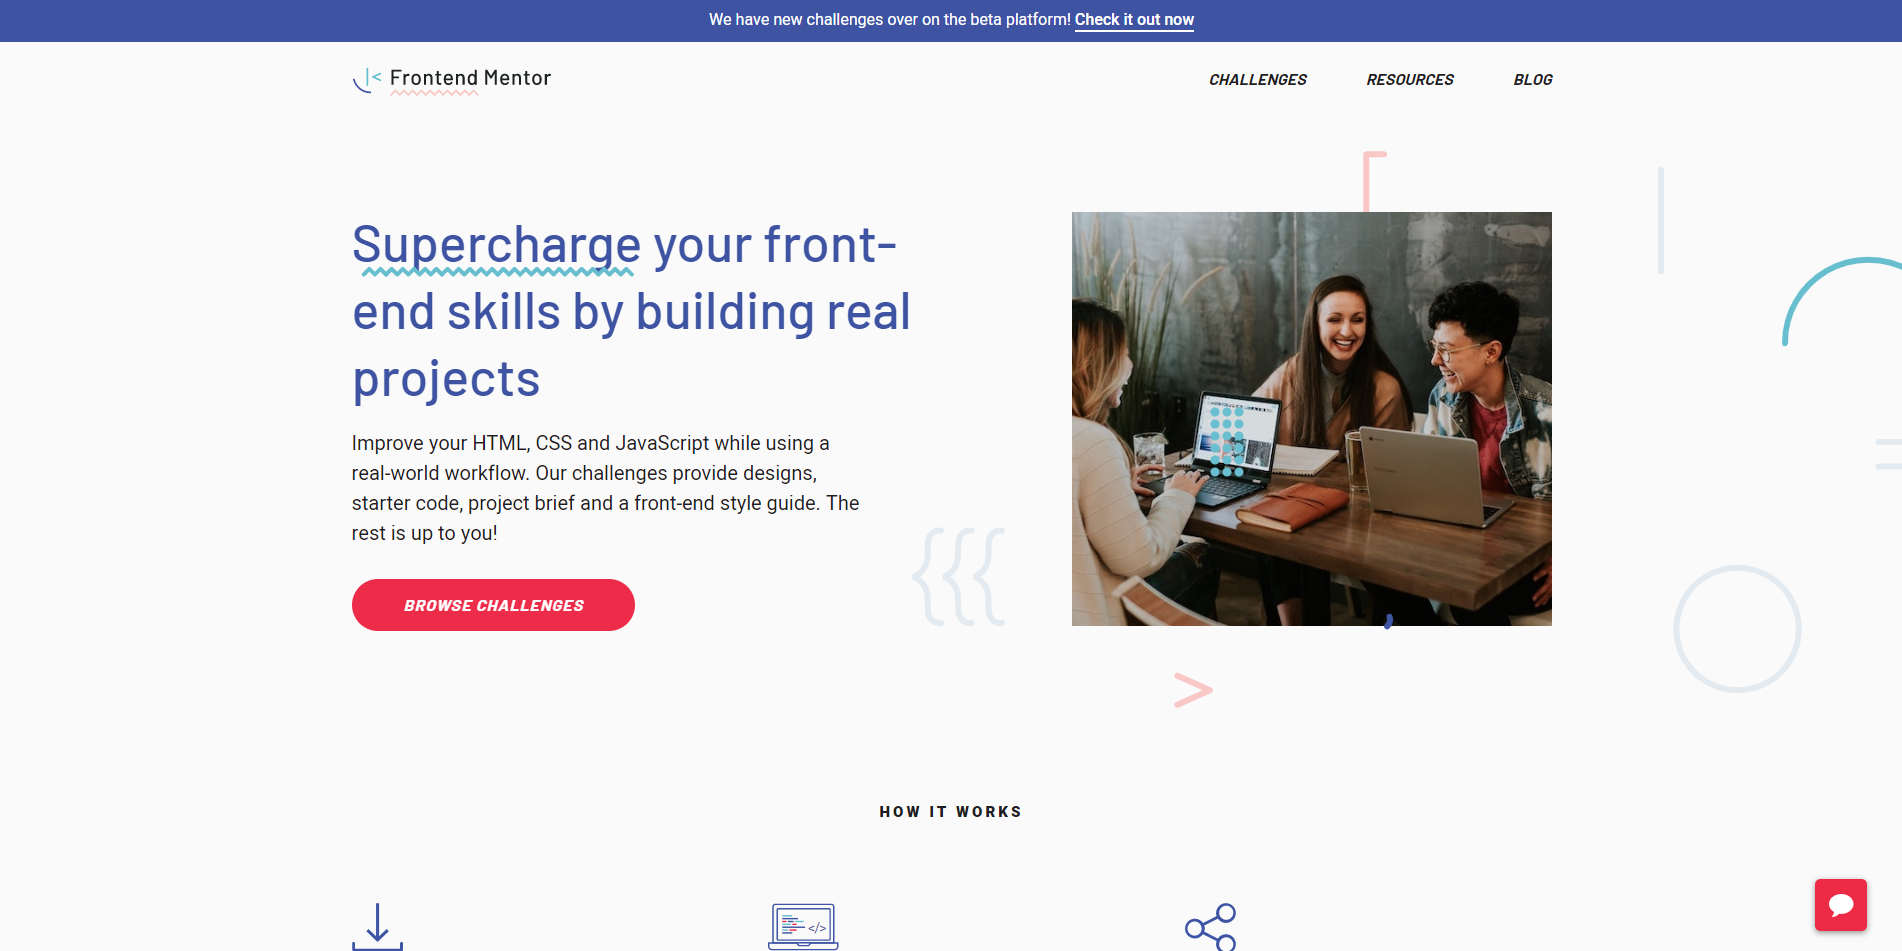 We have new challenges over on the beta platform! Check it out now
Frontend Mentor
CHALLENGES
RESOURCES
BLOG
Supercharge your front-
end skills by building real
projects
Improve your HTML, CSS and JavaScript while using a
real-world workflow. Our challenges provide designs,
starter code, project brief and a front-end style guide. The
rest is up to you!
BROWSE CHALLENGES
HOW IT WORKS
</>